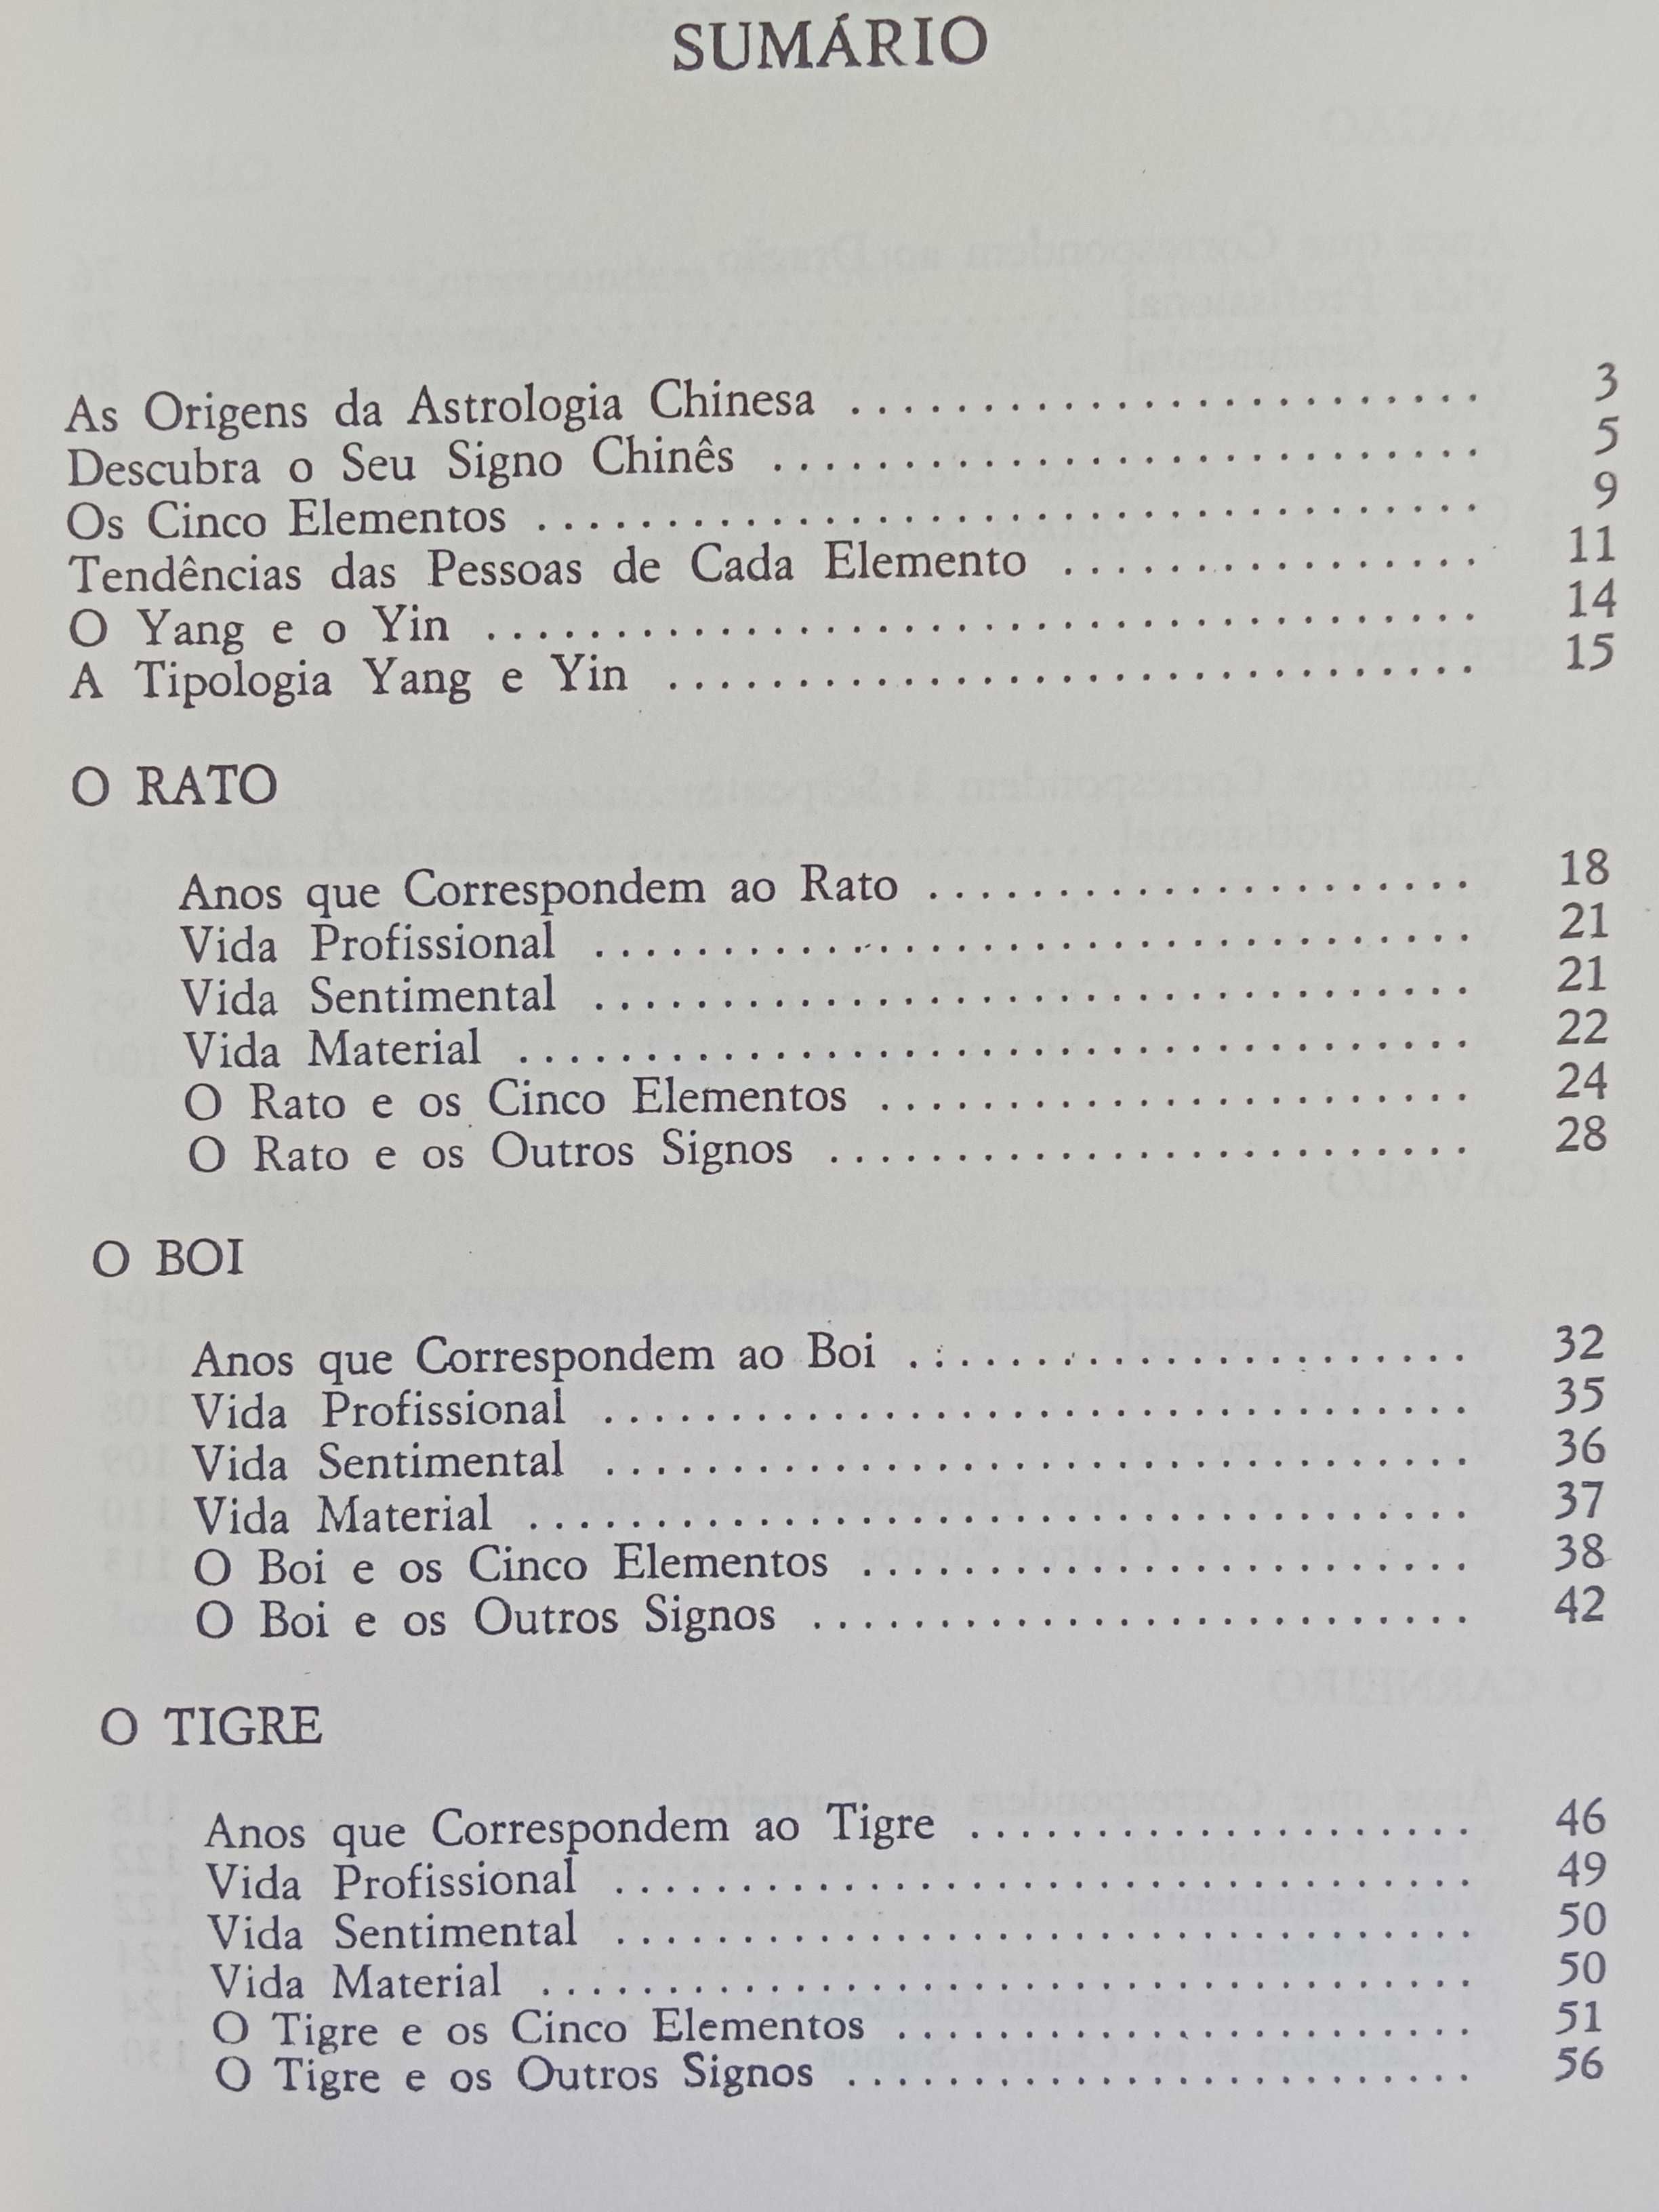 SUMÁRIO
As Origens da Astrologia Chinesa ........................ 3
Descubra o Seu Signo Chinês ........................... 5
Os Cinco Elementos .................................... 9
Tendências das Pessoas de Cada Elemento ................ 11
O Yang e o Yin ...................................... 14
A Tipologia Yang e Yin ............................... 15
O RATO
Anos que Correspondem ao Rato ..................... 18
Vida Profissional .................................. 21
Vida Sentimental .................................. 21
Vida Material ..................................... 22
O Rato e os Cinco Elementos ....................... 24
O Rato e os Outros Signos ......................... 28
O BOI
Anos que Correspondem ao Boi ...................... 32
Vida Profissional .................................. 35
Vida Sentimental .................................. 36
Vida Material ..................................... 37
O Boi e os Cinco Elementos ........................ 38
O Boi e os Outros Signos .......................... 42
O TIGRE
Anos que Correspondem ao Tigre .................... 46
Vida Profissional .................................. 49
Vida Sentimental .................................. 50
Vida Material ..................................... 50
O Tigre e os Cinco Elementos ....................... 51
O Tigre e os Outros Signos ......................... 56